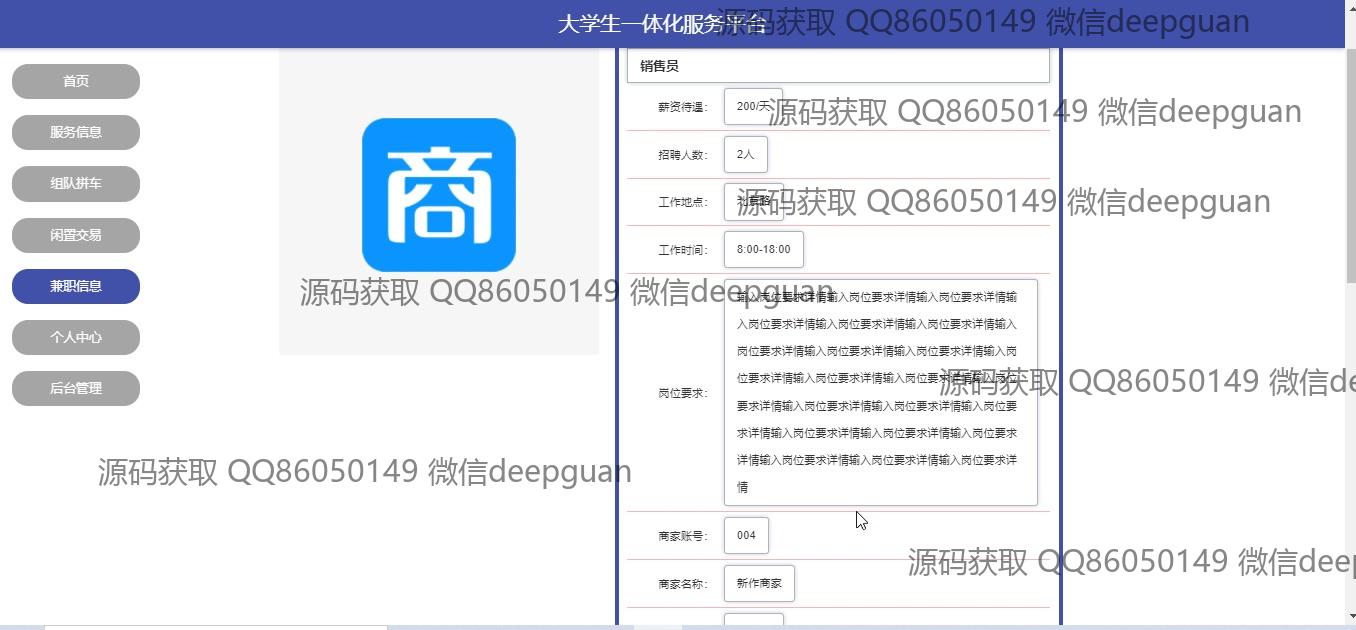 大学生一体化服务平台
源码获取 QQ86050149 微信deepguan
首页
服务信息
组队拼车
闲置交易
兼职信息
个人中心
后台管理
商
销售员
薪资待遇: 200/天
源码获取 QQ86050149 微信deepguan
招聘人数: 2人
工作地点:
源码获取 QQ86050149 微信deepguan
工作时间: 8:00-18:00
源码获取 QQ86050149 微信deepguan
岗位要求:
输入岗位要求详情输入岗位要求详情输入岗位要求详情输
入岗位要求详情输入岗位要求详情输入岗位要求详情输入
岗位要求详情输入岗位要求详情输入岗位要求详情输入岗
位要求详情输入岗位要求详情输入岗位要求详情输入岗位
要求详情输入岗位要求详情输入岗位要求详情输入岗位要
求详情输入岗位要求详情输入岗位要求详情输入岗位要求
详情输入岗位要求详情输入岗位要求详情输入岗位要求详
情
源码获取 QQ86050149 微信de
源码获取 QQ86050149 微信deepguan
商家账号: 004
源码获取 QQ86050149 微信deep
商家名称: 新作商家